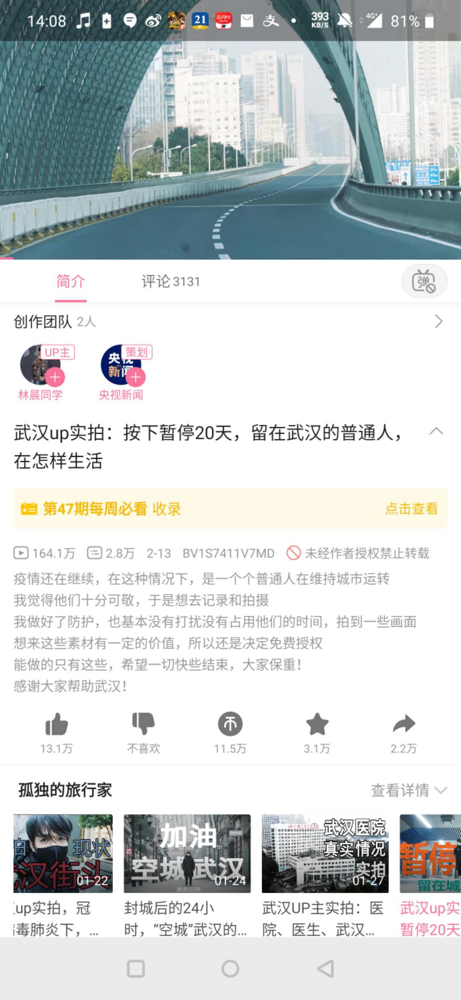 14:08
21
云闪付
支
393
KB/S
4G+
81%
简介
评论 3131
弹
创作团队 2人
UP主
策划
央视
新闻
林晨同学
央视新闻
武汉up实拍：按下暂停20天，留在武汉的普通人，
在怎样生活
第47期每周必看 收录
点击查看
164.1万 2.8万 2-13 BV1S7411V7MD 未经作者授权禁止转载
疫情还在继续，在这种情况下，是一个个普通人在维持城市运转
我觉得他们十分可敬，于是想去记录和拍摄
我做好了防护，也基本没有打扰没有占用他们的时间，拍到一些画面
想来这些素材有一定的价值，所以还是决定免费授权
能做的只有这些，希望一切快些结束，大家保重！
感谢大家帮助武汉！
13.1万
不喜欢
11.5万
3.1万
2.2万
孤独的旅行家
查看详情
拍 现状
汉街头
01-22
加油
空城武汉
真实记录
01-24
武汉医院
真实情况
实拍
01-27
暂停
留在城
up实拍，冠
毒肺炎下，...
封城后的24小
时，“空城”武汉的...
武汉UP主实拍：医
院、医生、武汉...
武汉up实
暂停20天